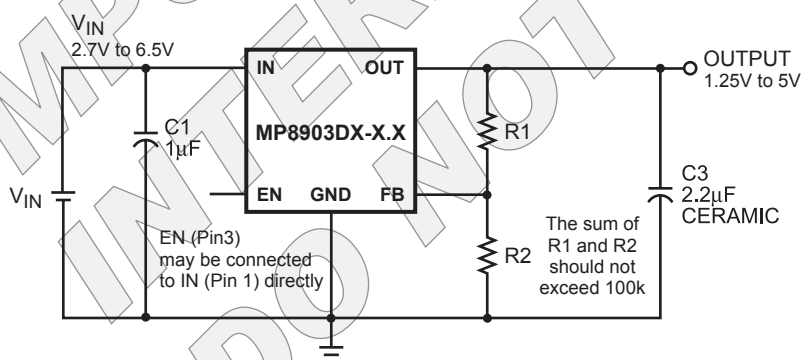 VIN
2.7V to 6.5V
IN
OUT
OUTPUT
1.25V to 5V
C1
1μF
MP8903DX-X.X
R1
VIN
EN
GND
FB
C3
2.2μF
CERAMIC
EN (Pin3)
may be connected
to IN (Pin 1) directly
R2
The sum of
R1 and R2
should not
exceed 100k
DO NOT